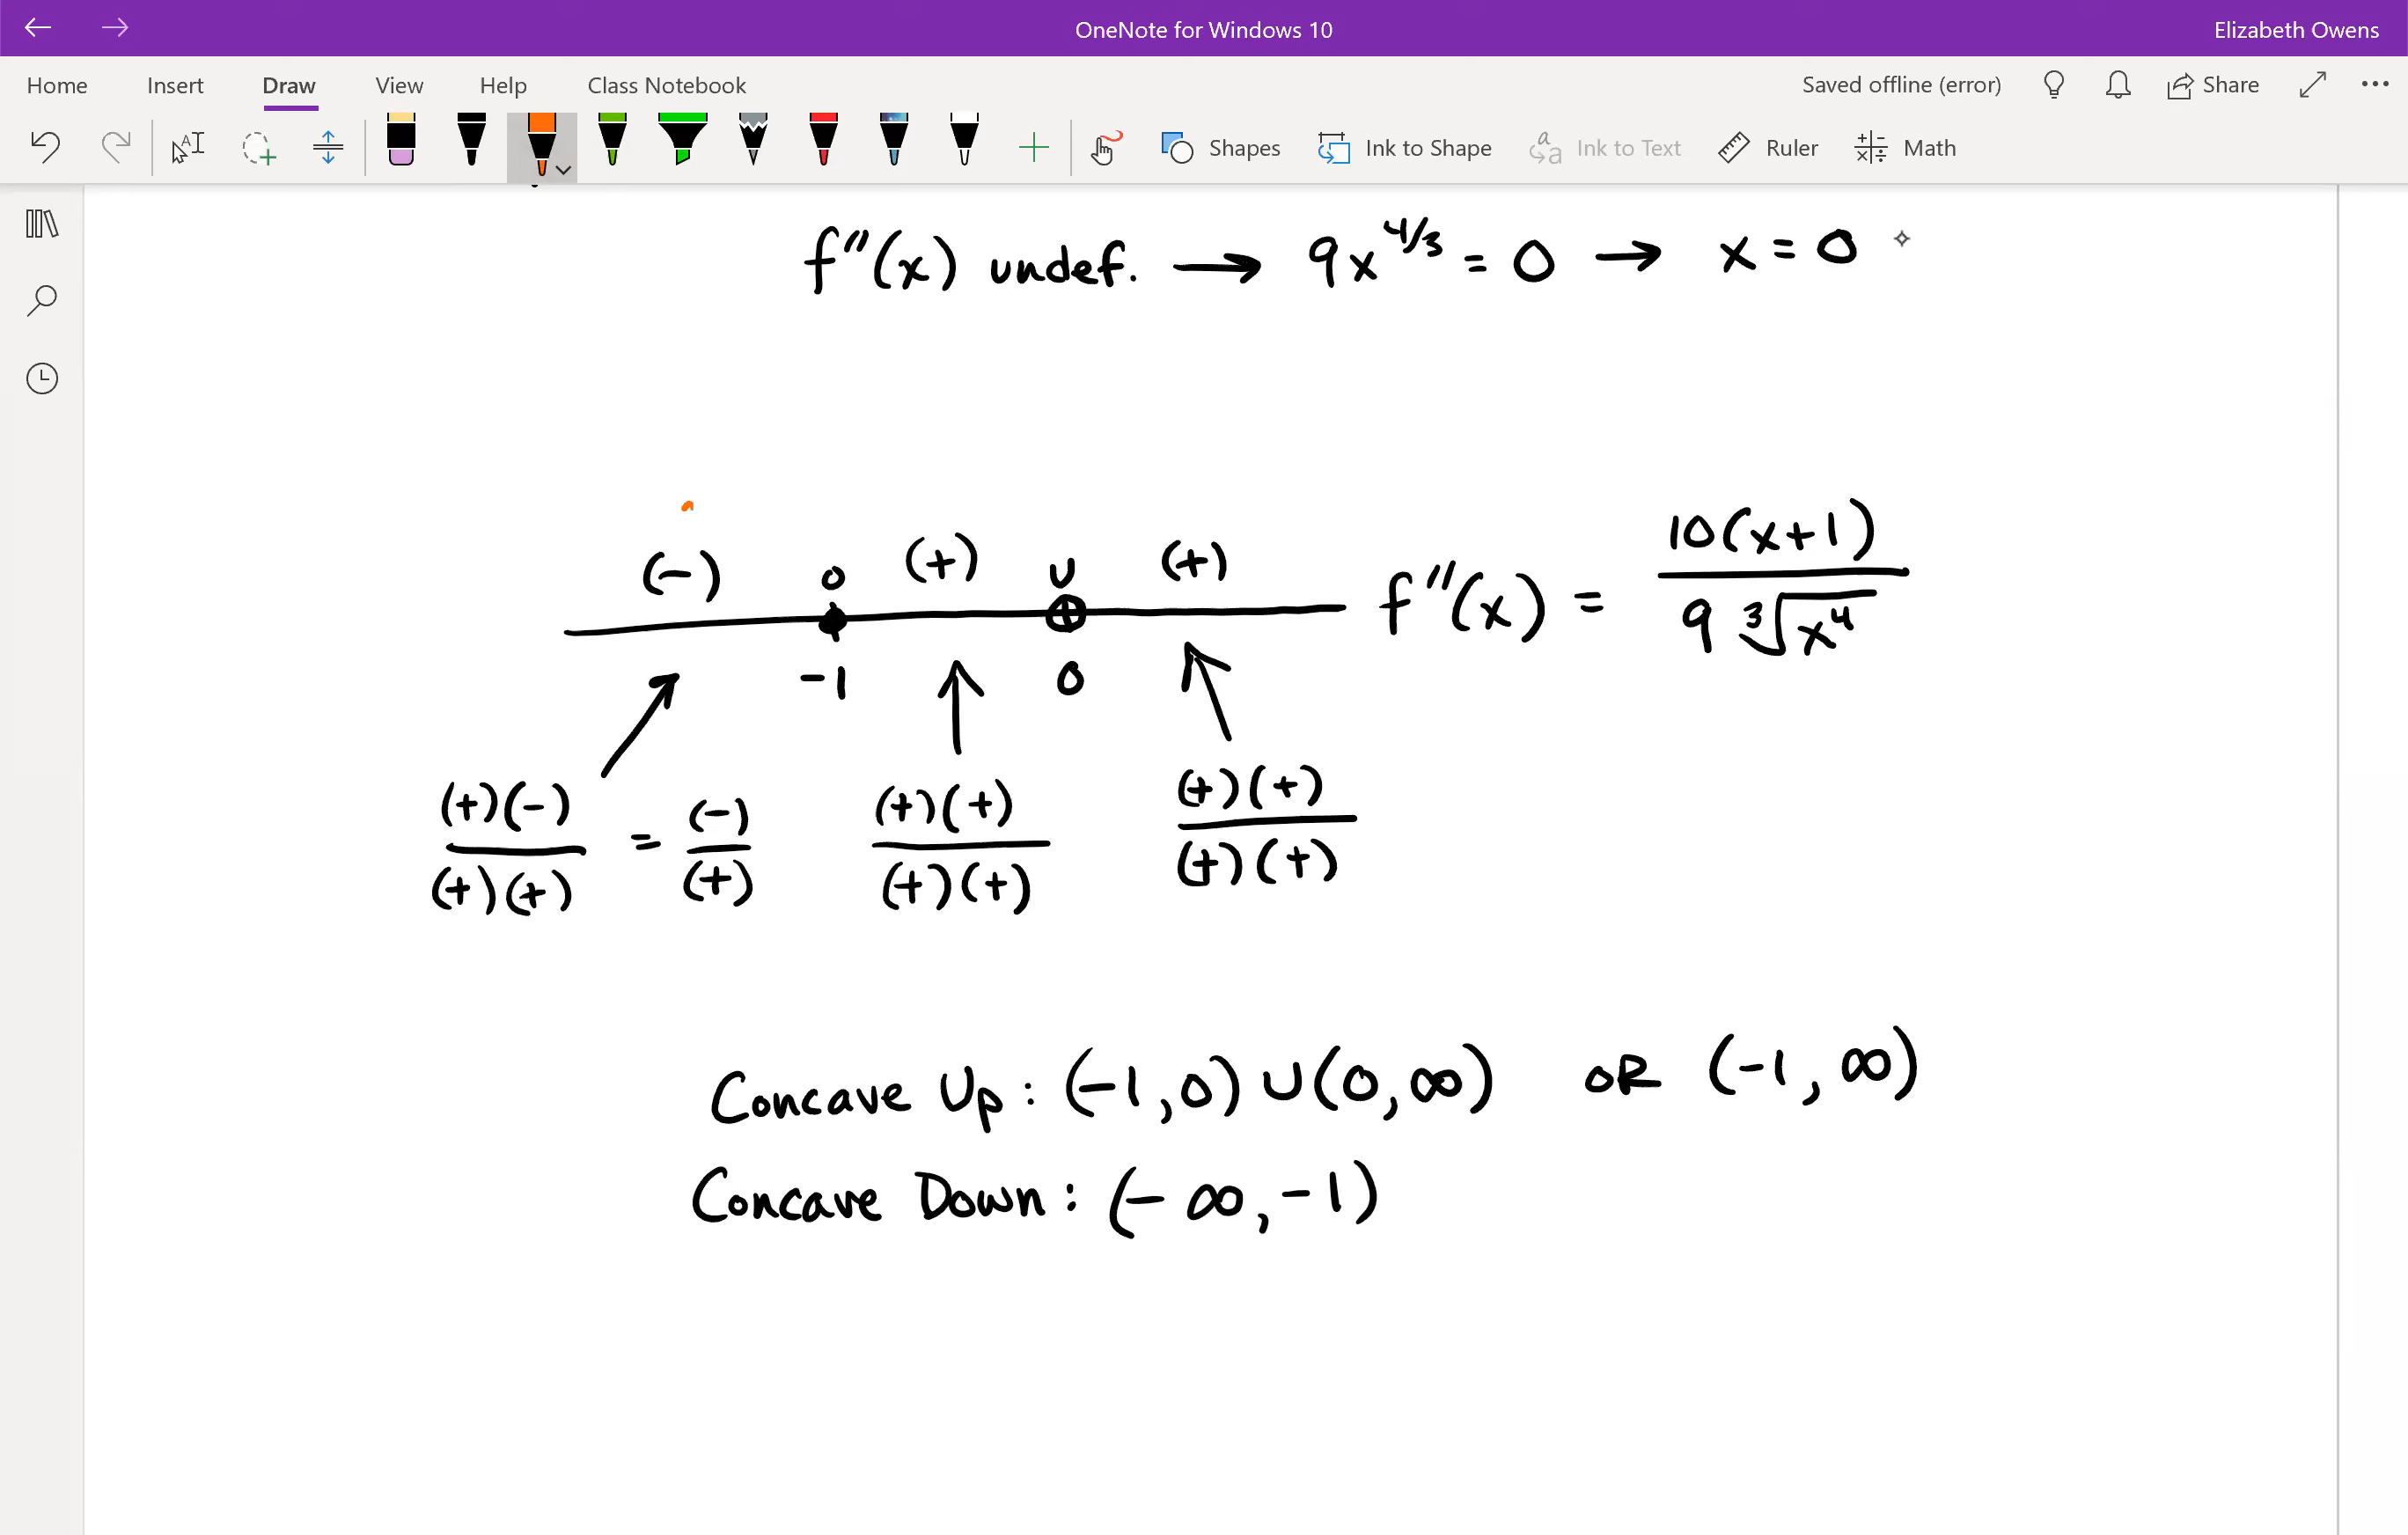 OneNote for Windows 10
Elizabeth Owens
Home Insert Draw View Help Class Notebook
Saved offline (error) Share
Shapes Ink to Shape Ink to Text Ruler Math
f''(x) undef. → 9x^{4/3} = 0 → x = 0
(-) 0 (+) U (+)
-1 0
f''(x) = 10(x+1) / 9∛x⁴
(+)(-) / (+)(+) = (-) / (+)
(+)(+) / (+)(+)
(+)(+) / (+)(+)
Concave Up: (-1,0) ∪ (0,∞) OR (-1,∞)
Concave Down: (-∞,-1)